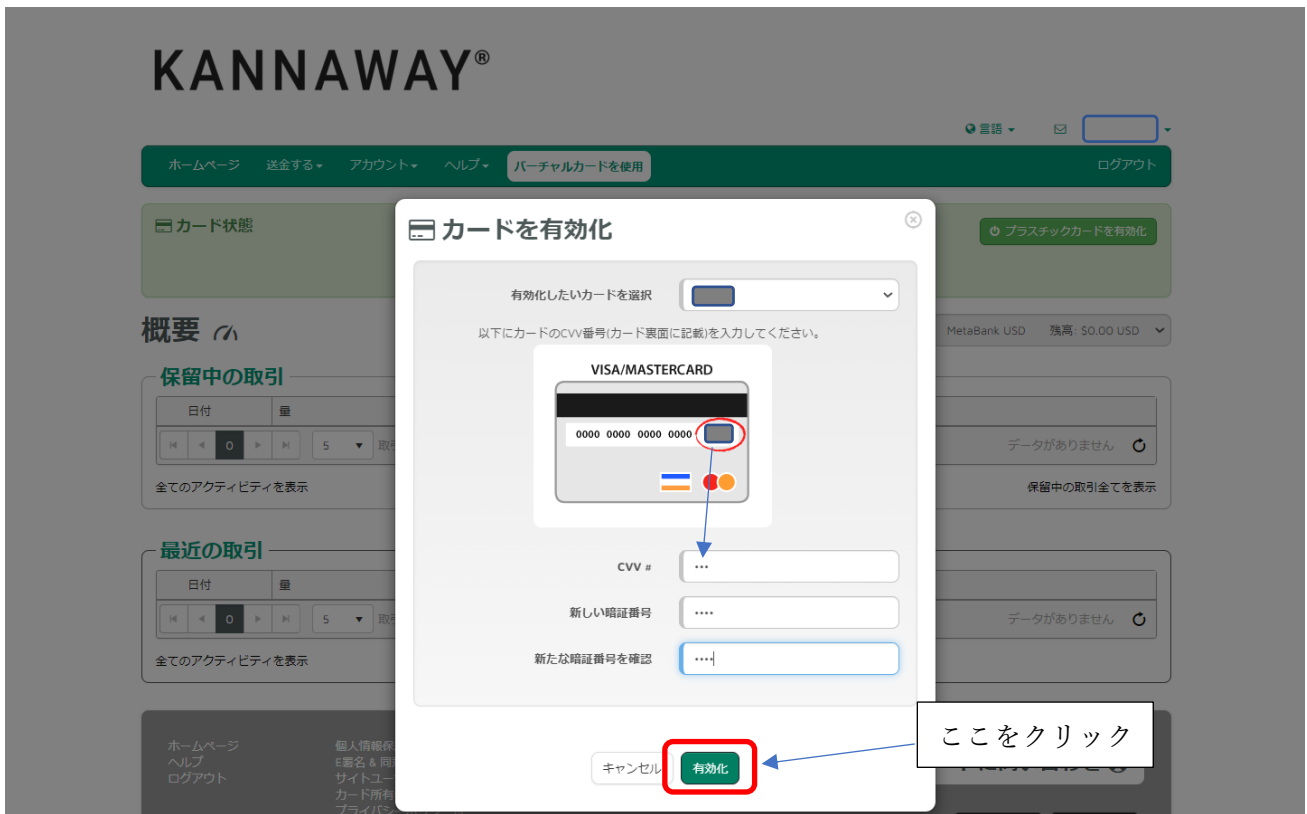 KANNAWAY®
言語
ホームページ 送金する アカウント ヘルプ バーチャルカードを使用 ログアウト
カード状態
プラスチックカードを有効化
概要
MetaBank USD 残高: $0.00 USD
保留中の取引
日付 量
0 5 取
データがありません
全てのアクティビティを表示
保留中の取引全てを表示
最近の取引
日付 量
0 5 取
データがありません
全てのアクティビティを表示
カードを有効化
有効化したいカードを選択
以下にカードのCVV番号(カード裏面に記載)を入力してください。
VISA/MASTERCARD
0000 0000 0000 0000
CVV #
新しい暗証番号
新たな暗証番号を確認
キャンセル 有効化
ここをクリック
ホームページ
ヘルプ
ログアウト
個人情報保
E署名 & 同
サイトユー
カード所有